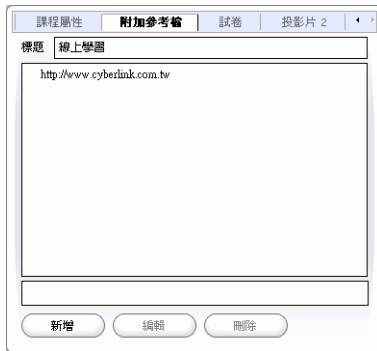 課程屬性 附加參考檔 試卷 投影片 2
標題 線上學習
http://www.cyberlink.com.tw
新增 編輯 刪除